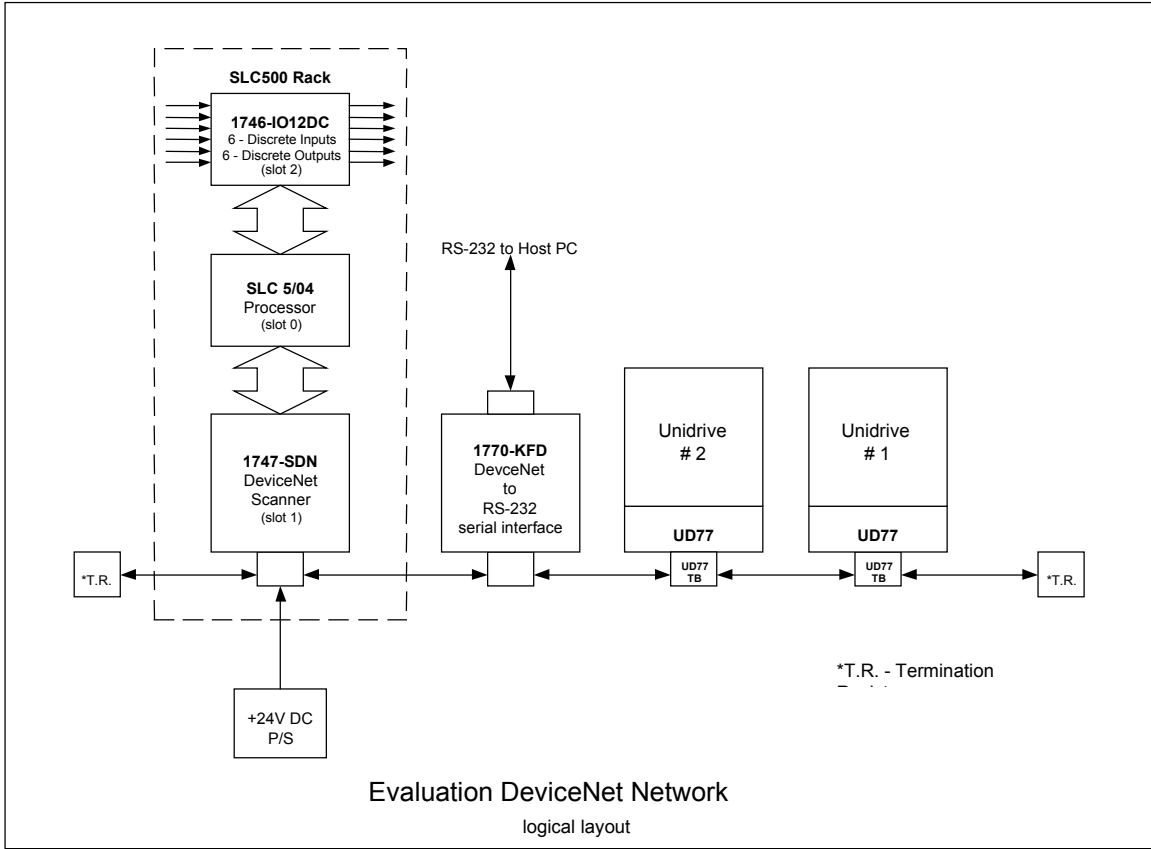 SLC500 Rack
1746-IO12DC
6 - Discrete Inputs
6 - Discrete Outputs
(slot 2)
RS-232 to Host PC
SLC 5/04
Processor
(slot 0)
1747-SDN
DeviceNet
Scanner
(slot 1)
1770-KFD
DevceNet
to
RS-232
serial interface
Unidrive
# 2
UD77
Unidrive
# 1
UD77
*T.R.
UD77
TB
UD77
TB
*T.R.
*T.R. - Termination
+24V DC
P/S
Evaluation DeviceNet Network
logical layout